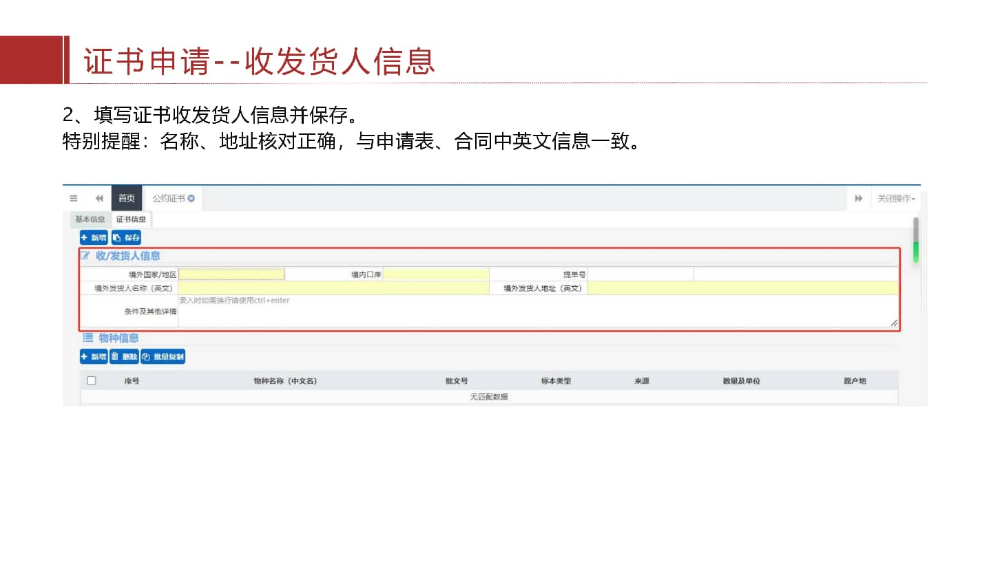 证书申请--收发货人信息
2、填写证书收发货人信息并保存。
特别提醒：名称、地址核对正确，与申请表、合同中英文信息一致。
首页 公约证书 关闭操作
基本信息 证书信息
新增 保存
收/发货人信息
境外国家/地区 境内口岸 提单号
境外发货人名称（英文） 境外发货人地址（英文）
录入时如需换行请使用ctrl+enter
条件及其他详情
物种信息
新增 删除 批量复制
序号 物种名称（中文名） 批文号 标本类型 来源 数量及单位 原产地
无匹配数据